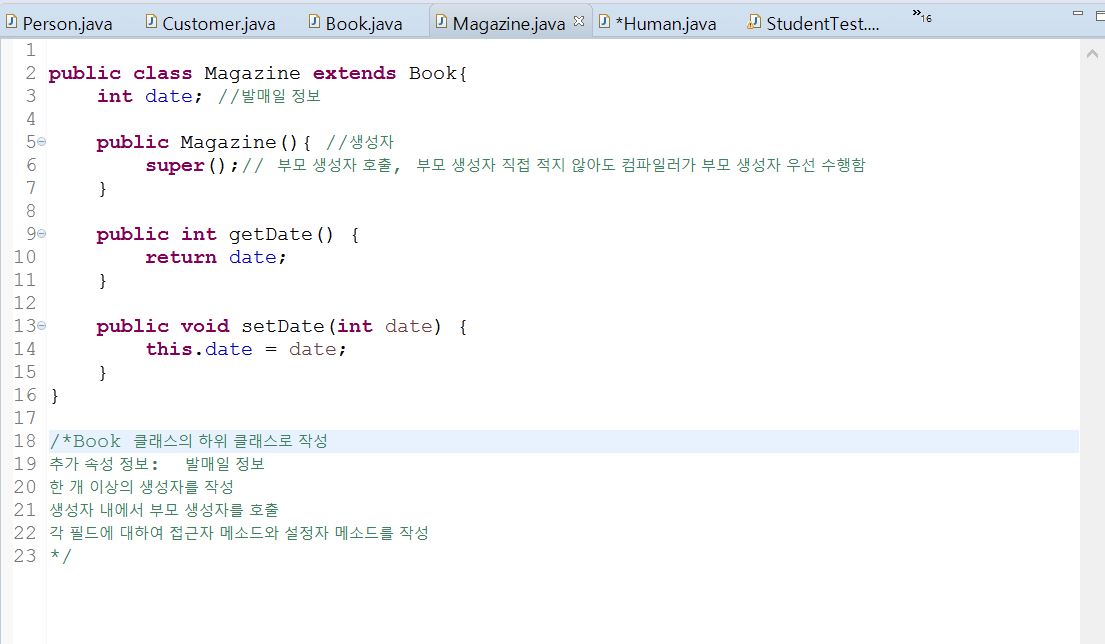 Person.java Customer.java Book.java Magazine.java *Human.java StudentTest.... »16
1
2 public class Magazine extends Book{
3     int date; //발매일 정보
4
5     public Magazine(){ //생성자
6         super();// 부모 생성자 호출, 부모 생성자 직접 적지 않아도 컴파일러가 부모 생성자 우선 수행함
7     }
8
9     public int getDate() {
10         return date;
11     }
12
13     public void setDate(int date) {
14         this.date = date;
15     }
16 }
17
18 /*Book 클래스의 하위 클래스로 작성
19 추가 속성 정보:  발매일 정보
20 한 개 이상의 생성자를 작성
21 생성자 내에서 부모 생성자를 호출
22 각 필드에 대하여 접근자 메소드와 설정자 메소드를 작성
23 */